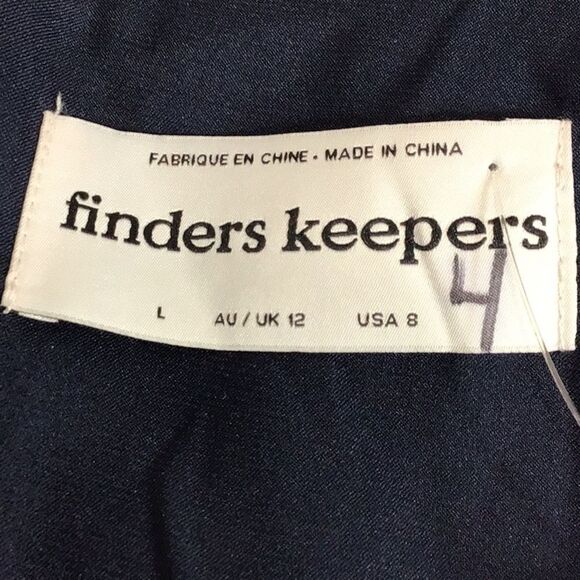 FABRIQUE EN CHINE • MADE IN CHINA
finders keepers
L AU / UK 12 USA 8 4